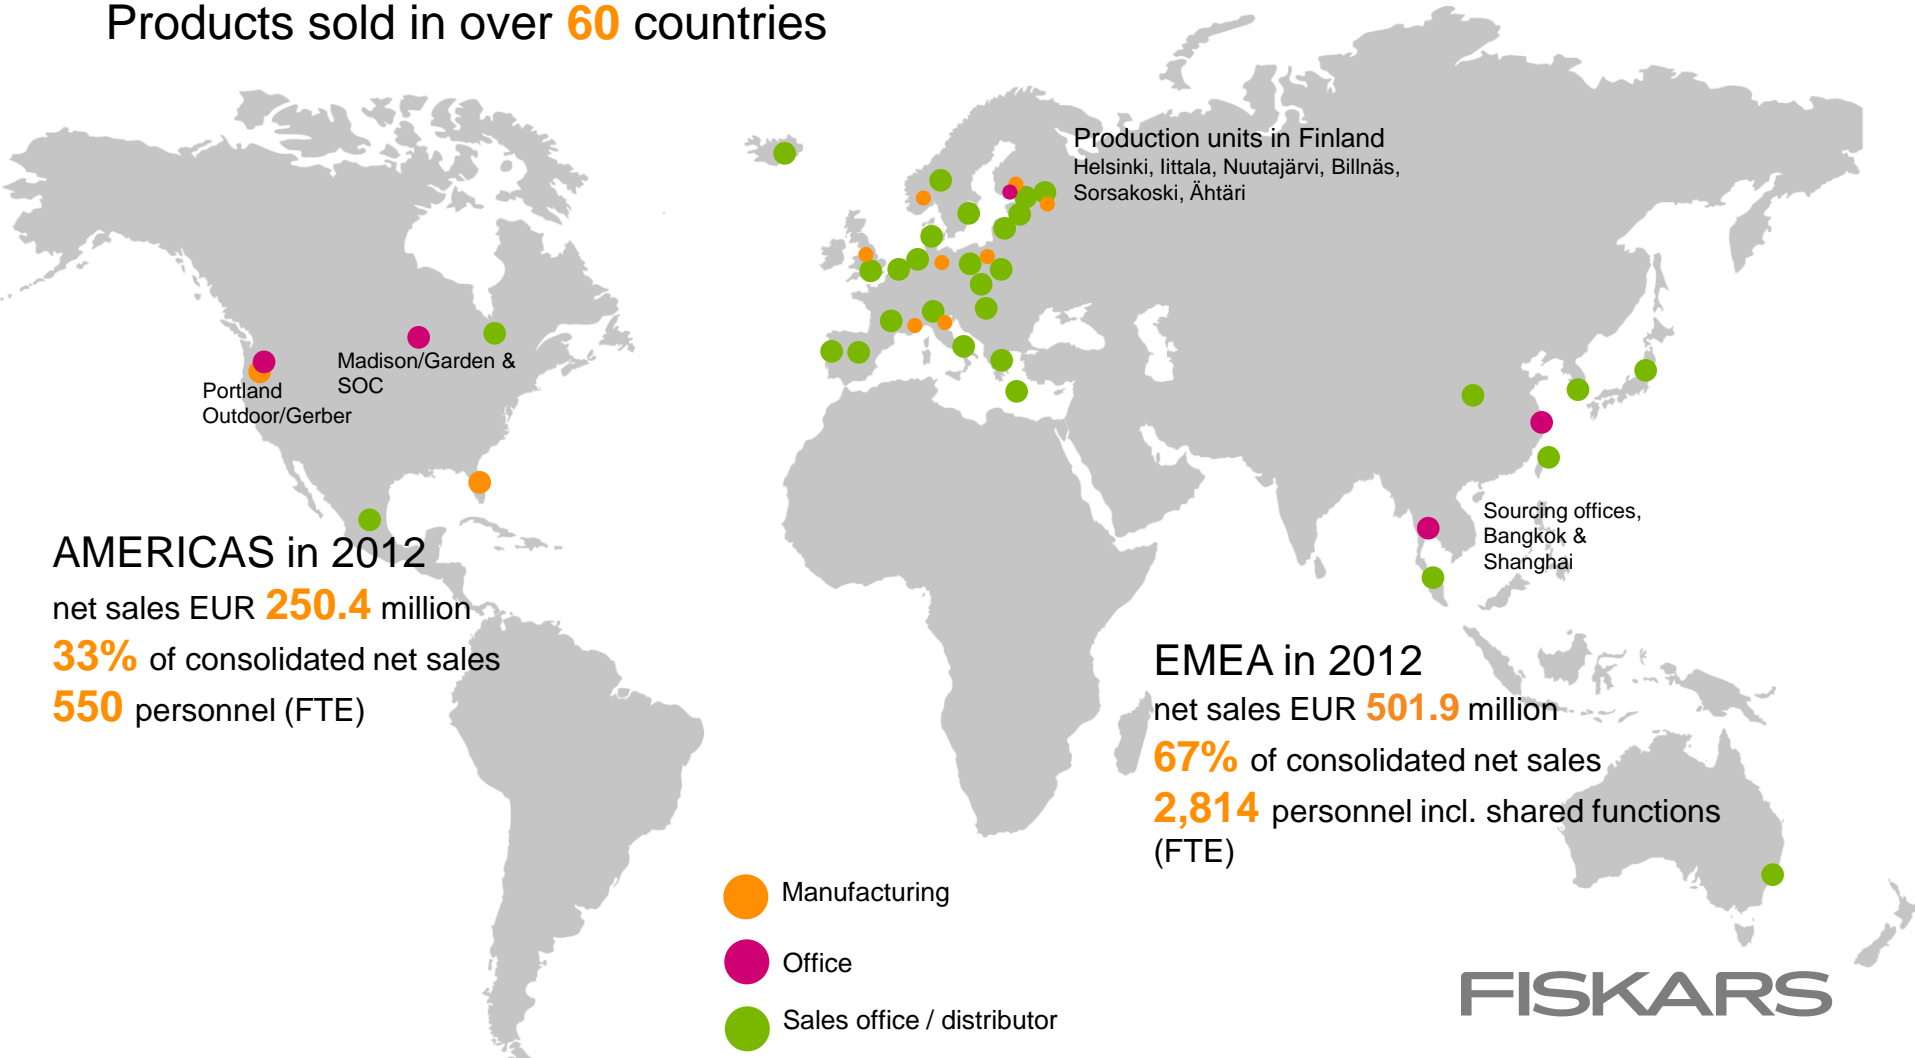 Products sold in over 60 countries
Production units in Finland
Helsinki, Iittala, Nuutajärvi, Billnäs,
Sorsakoski, Ähtäri
Madison/Garden &
SOC
Portland
Outdoor/Gerber
Sourcing offices,
Bangkok &
Shanghai
AMERICAS in 2012
net sales EUR 250.4 million
33% of consolidated net sales
550 personnel (FTE)
EMEA in 2012
net sales EUR 501.9 million
67% of consolidated net sales
2,814 personnel incl. shared functions
(FTE)
Manufacturing
Office
Sales office / distributor
FISKARS